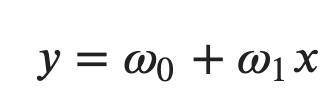 y = ω₀ + ω₁x